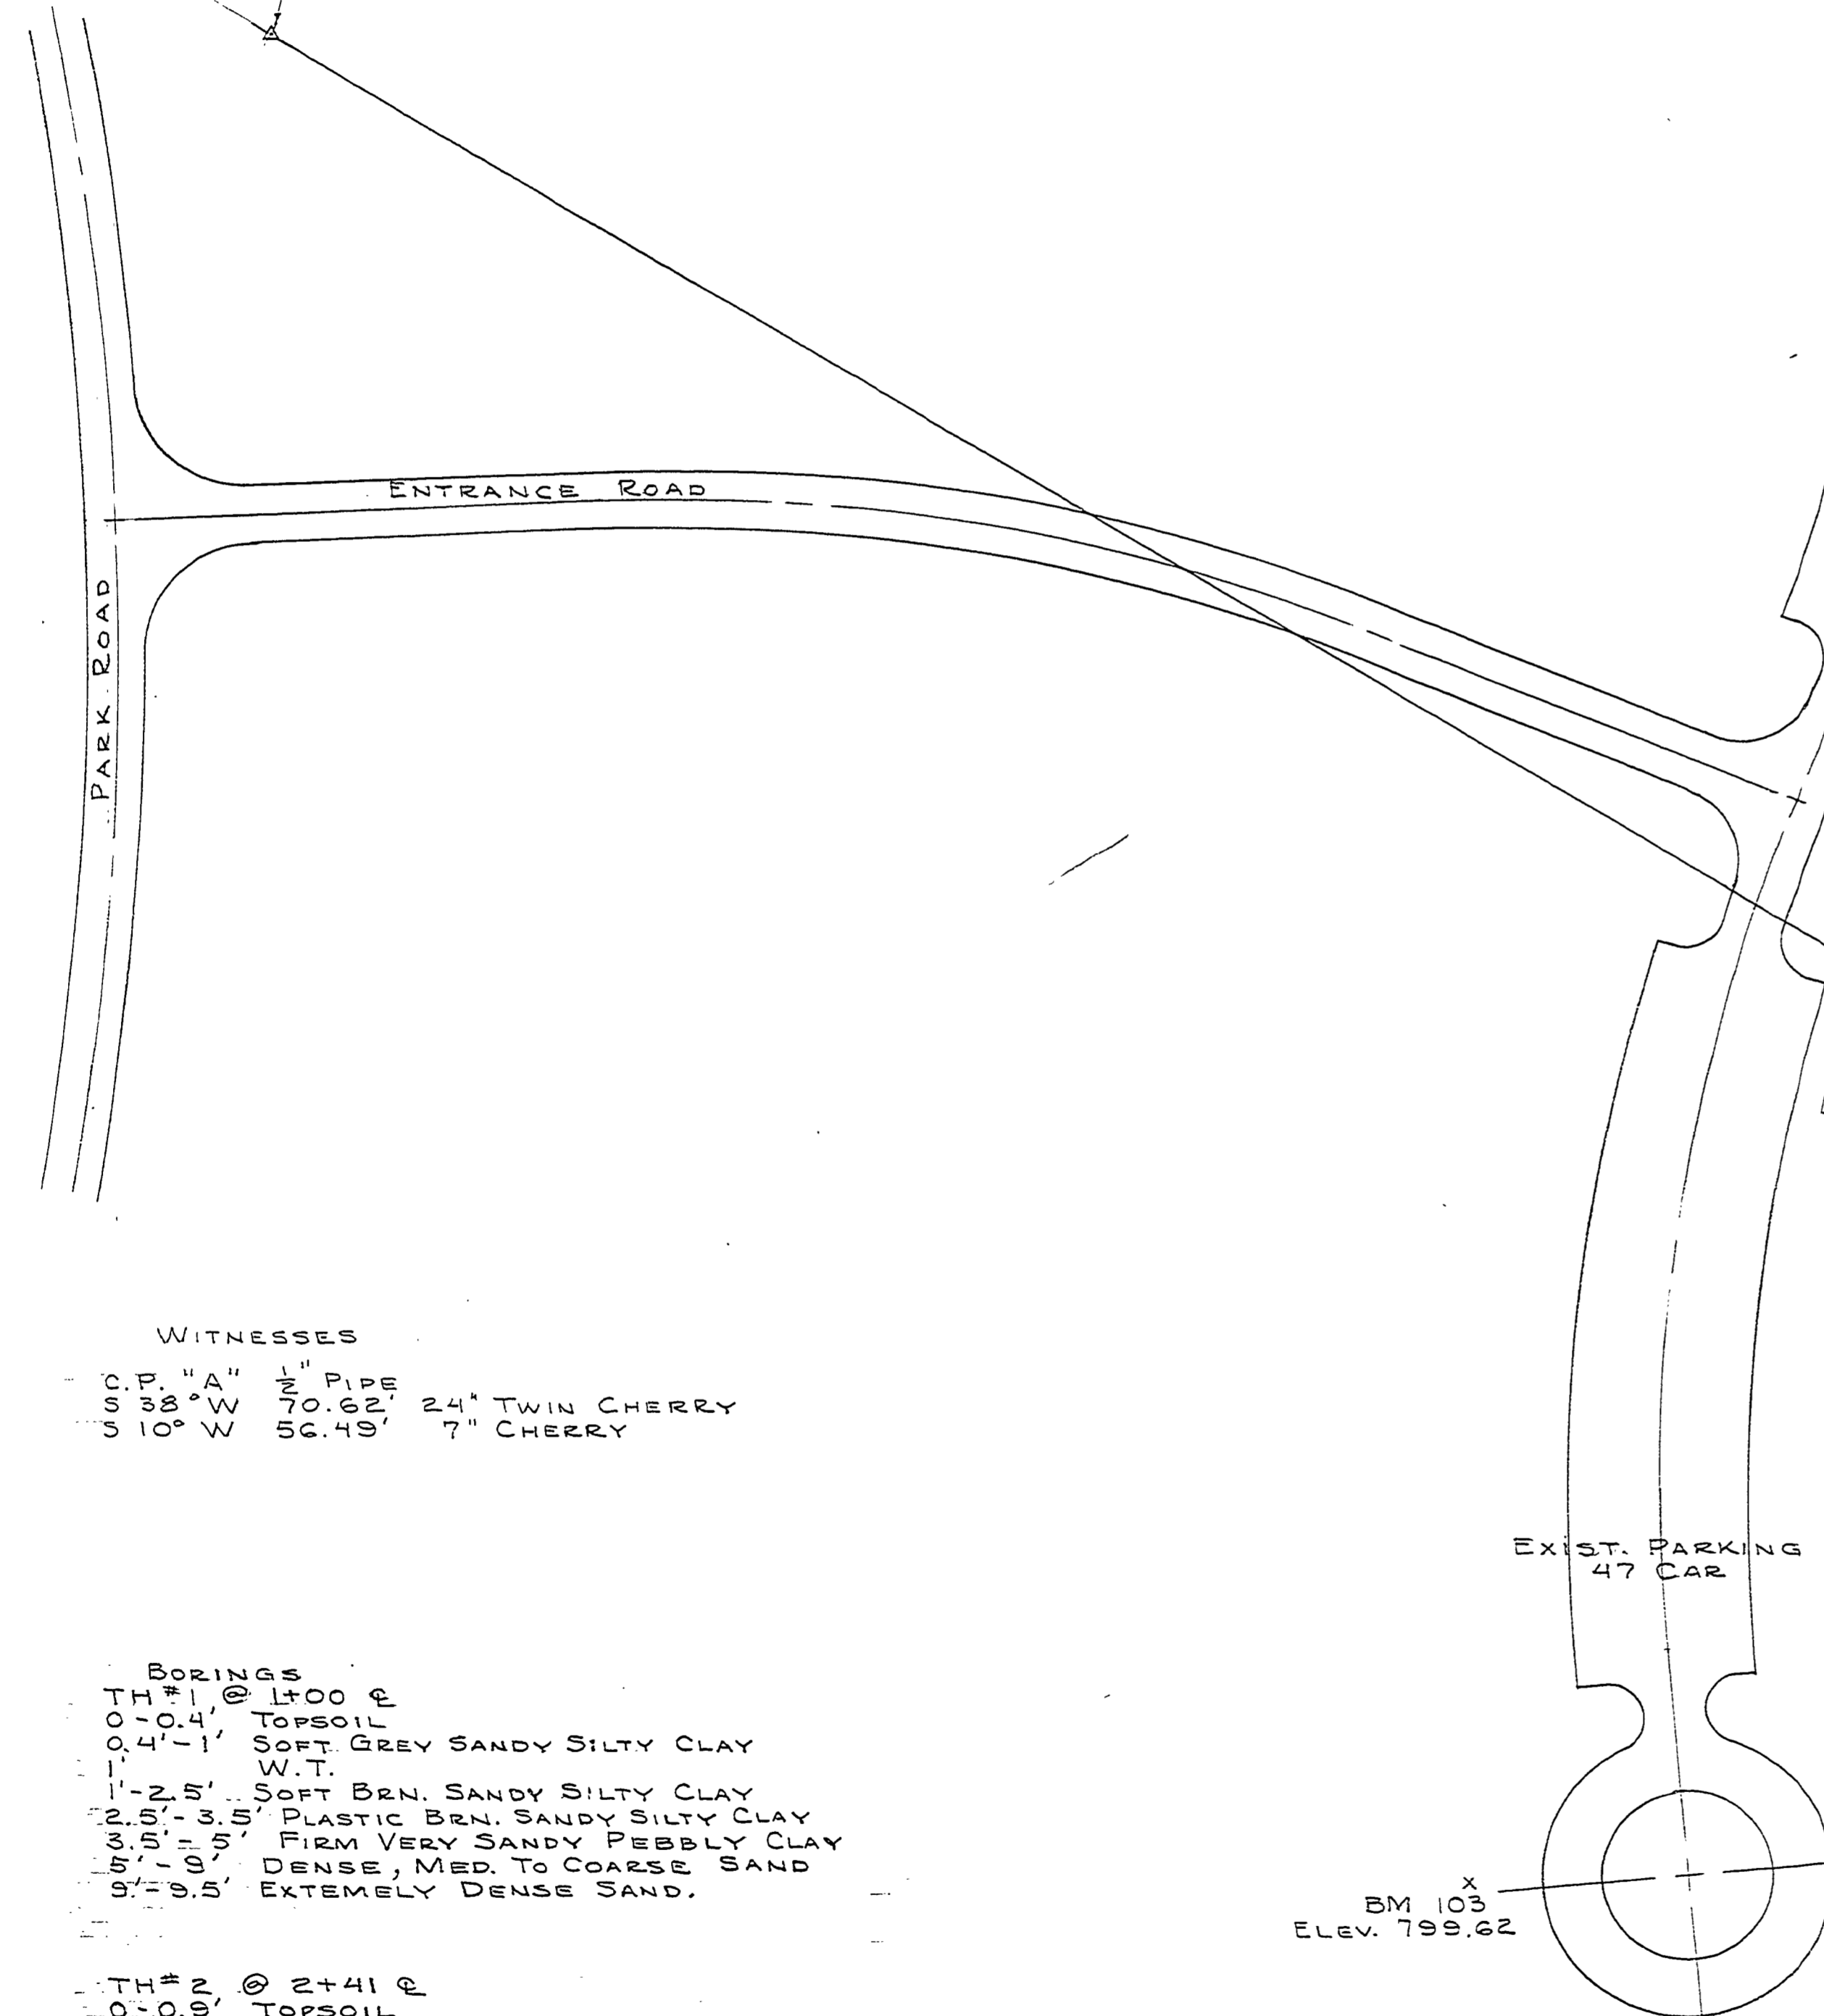 ENTRANCE ROAD
PARK ROAD
WITNESSES
C.P. "A" ½" PIPE
S 38° W 70.62' 24" TWIN CHERRY
S 10° W 56.49' 7" CHERRY
EXIST. PARKING
47 CAR
BORINGS
TH #1 @ 1+00 ℄
0 - 0.4' TOPSOIL
0.4' - 1' SOFT GREY SANDY SILTY CLAY
1' W.T.
1' - 2.5' SOFT BRN. SANDY SILTY CLAY
2.5' - 3.5' PLASTIC BRN. SANDY SILTY CLAY
3.5' - 5' FIRM VERY SANDY PEBBLY CLAY
5' - 9' DENSE, MED. TO COARSE SAND
9' - 9.5' EXTEMELY DENSE SAND.
x
BM 103
ELEV. 799.62
TH #2 @ 2+41 ℄
0 - 0.9' TOPSOIL